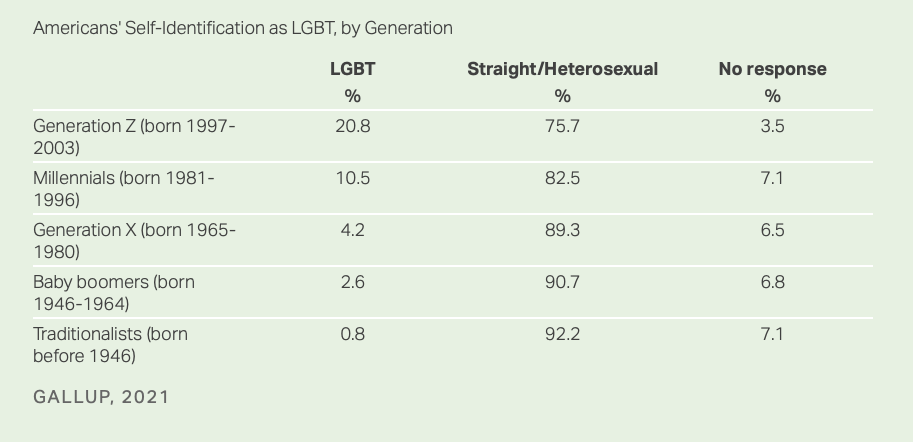 Americans' Self-Identification as LGBT, by Generation
LGBT Straight/Heterosexual No response
% % %
Generation Z (born 1997- 20.8 75.7 3.5
2003)
Millennials (born 1981- 10.5 82.5 7.1
1996)
Generation X (born 1965- 4.2 89.3 6.5
1980)
Baby boomers (born 2.6 90.7 6.8
1946-1964)
Traditionalists (born 0.8 92.2 7.1
before 1946)
GALLUP, 2021